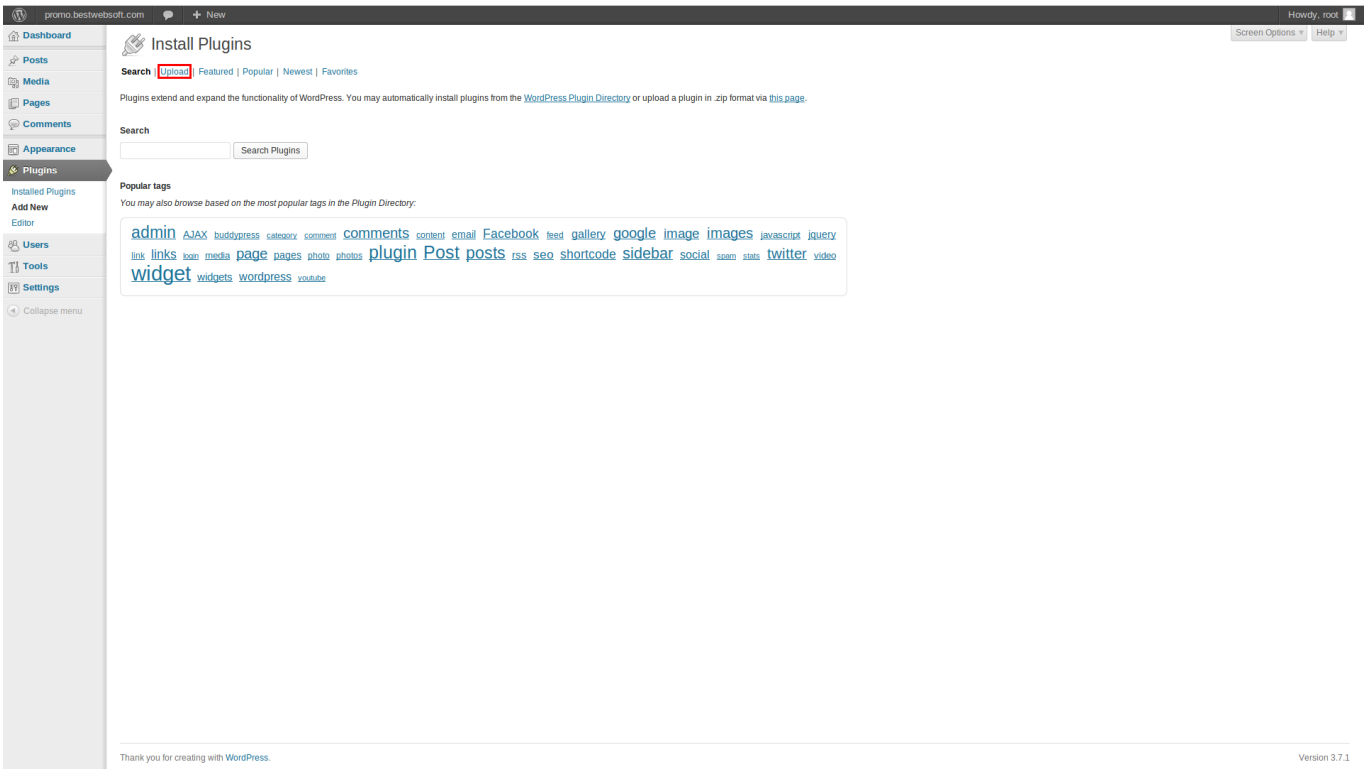 promo.bestwebsoft.com + New Howdy, root
Dashboard
Posts
Media
Pages
Comments
Appearance
Plugins
Installed Plugins
Add New
Editor
Users
Tools
Settings
Collapse menu
Screen Options Help
Install Plugins
Search | Upload | Featured | Popular | Newest | Favorites
Plugins extend and expand the functionality of WordPress. You may automatically install plugins from the WordPress Plugin Directory or upload a plugin in .zip format via this page.
Search
Search Plugins
Popular tags
You may also browse based on the most popular tags in the Plugin Directory:
admin AJAX buddypress category comment comments content email Facebook feed gallery google image images javascript jquery
link links login media page pages photo photos plugin Post posts rss seo shortcode sidebar social spam stats twitter video
widget widgets wordpress youtube
Thank you for creating with WordPress. Version 3.7.1